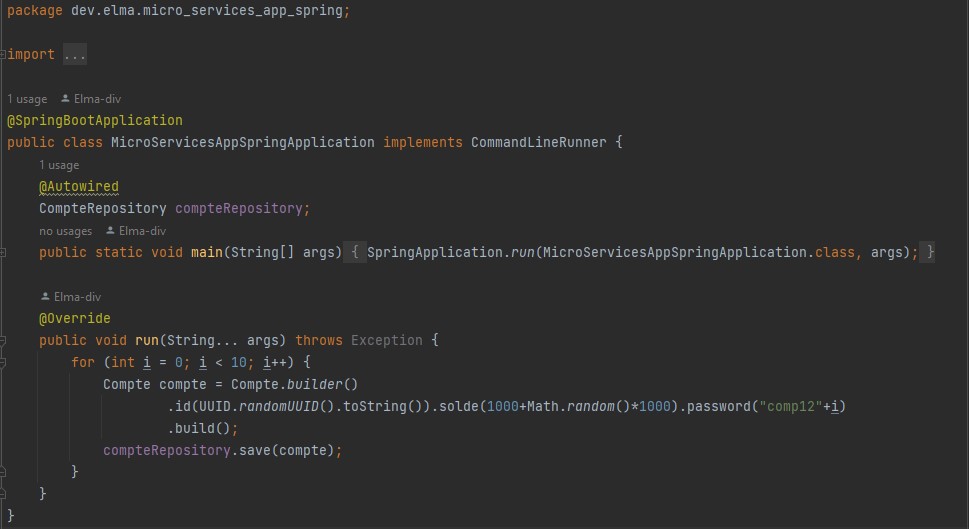 package dev.elma.micro_services_app_spring;
import ...
1 usage Elma-div
@SpringBootApplication
public class MicroServicesAppSpringApplication implements CommandLineRunner {
1 usage
@Autowired
CompteRepository compteRepository;
no usages Elma-div
public static void main(String[] args) { SpringApplication.run(MicroServicesAppSpringApplication.class, args); }
Elma-div
@Override
public void run(String... args) throws Exception {
for (int i = 0; i < 10; i++) {
Compte compte = Compte.builder()
.id(UUID.randomUUID().toString()).solde(1000+Math.random()*1000).password("comp12"+i)
.build();
compteRepository.save(compte);
}
}
}